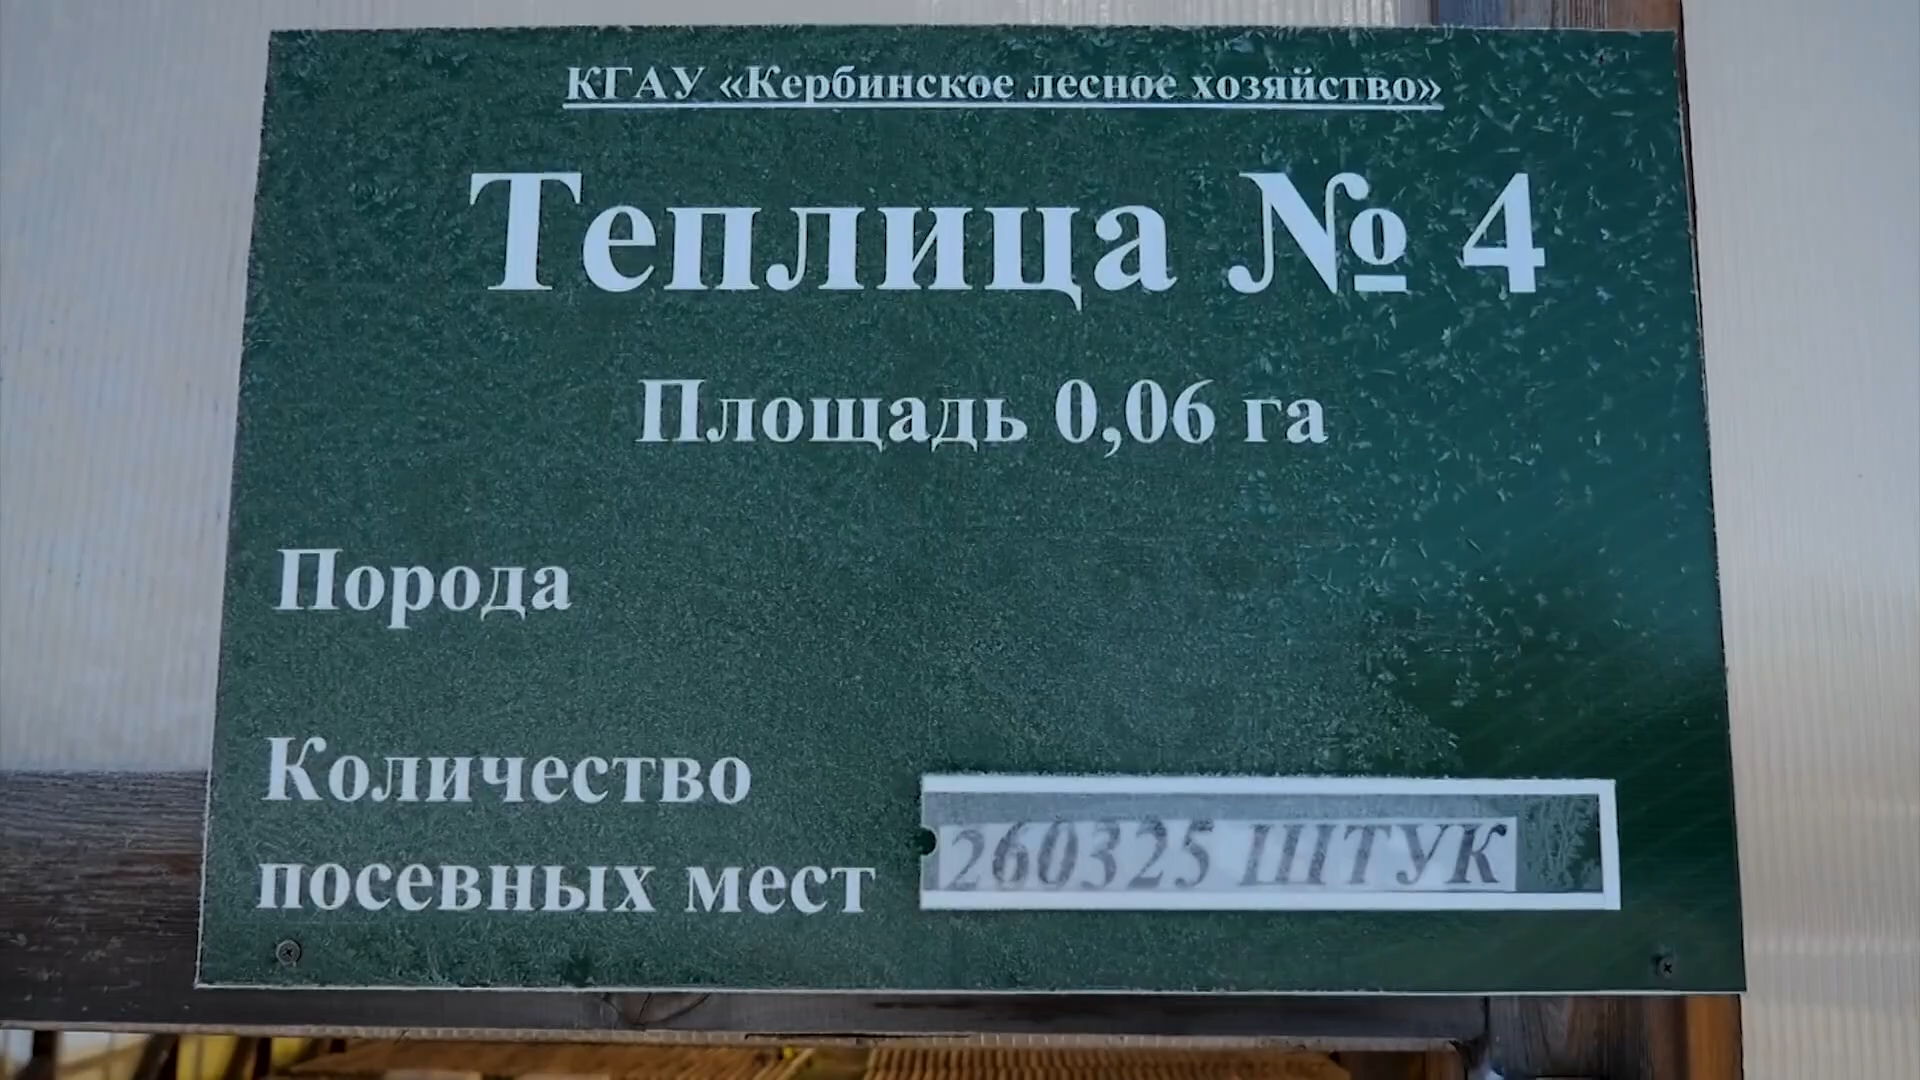 КГАУ «Кербинское лесное хозяйство»
Теплица № 4
Площадь 0,06 га
Порода
Количество
посевных мест 260325 ШТУК